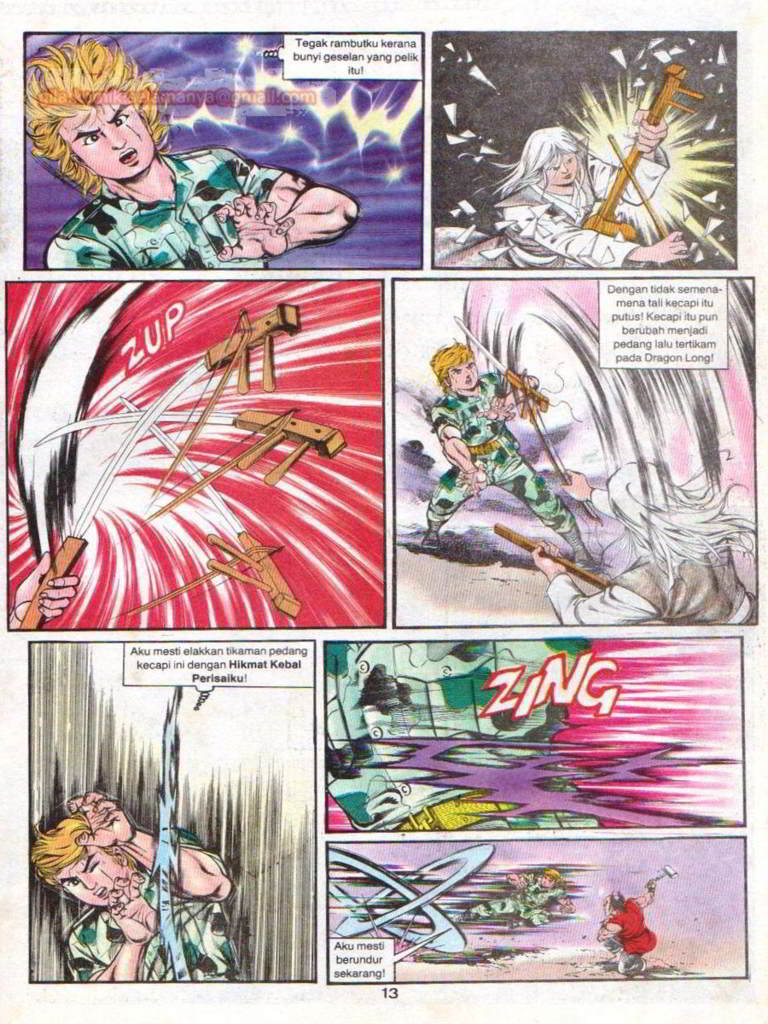 Tegak rambutku kerana
bunyi geselan yang pelik
itu!
ZUP
Dengan tidak semena-
mena tali kecapi itu
putus! Kecapi itu pun
berubah menjadi
pedang lalu tertikam
pada Dragon Long!
Aku mesti elakkan tikaman pedang
kecapi ini dengan Hikmat Kebal
Perisaiku!
ZING
Aku mesti
berundur
sekarang!
13